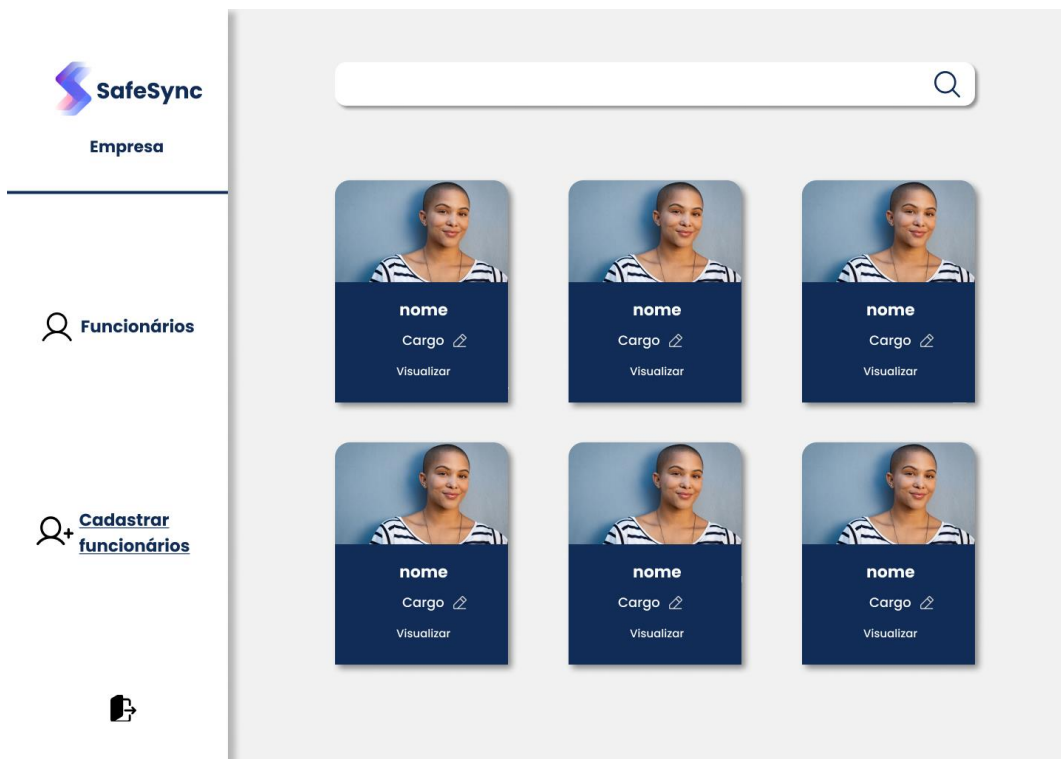 SafeSync
Empresa
Funcionários
Cadastrar
funcionários
nome
Cargo
Visualizar
nome
Cargo
Visualizar
nome
Cargo
Visualizar
nome
Cargo
Visualizar
nome
Cargo
Visualizar
nome
Cargo
Visualizar